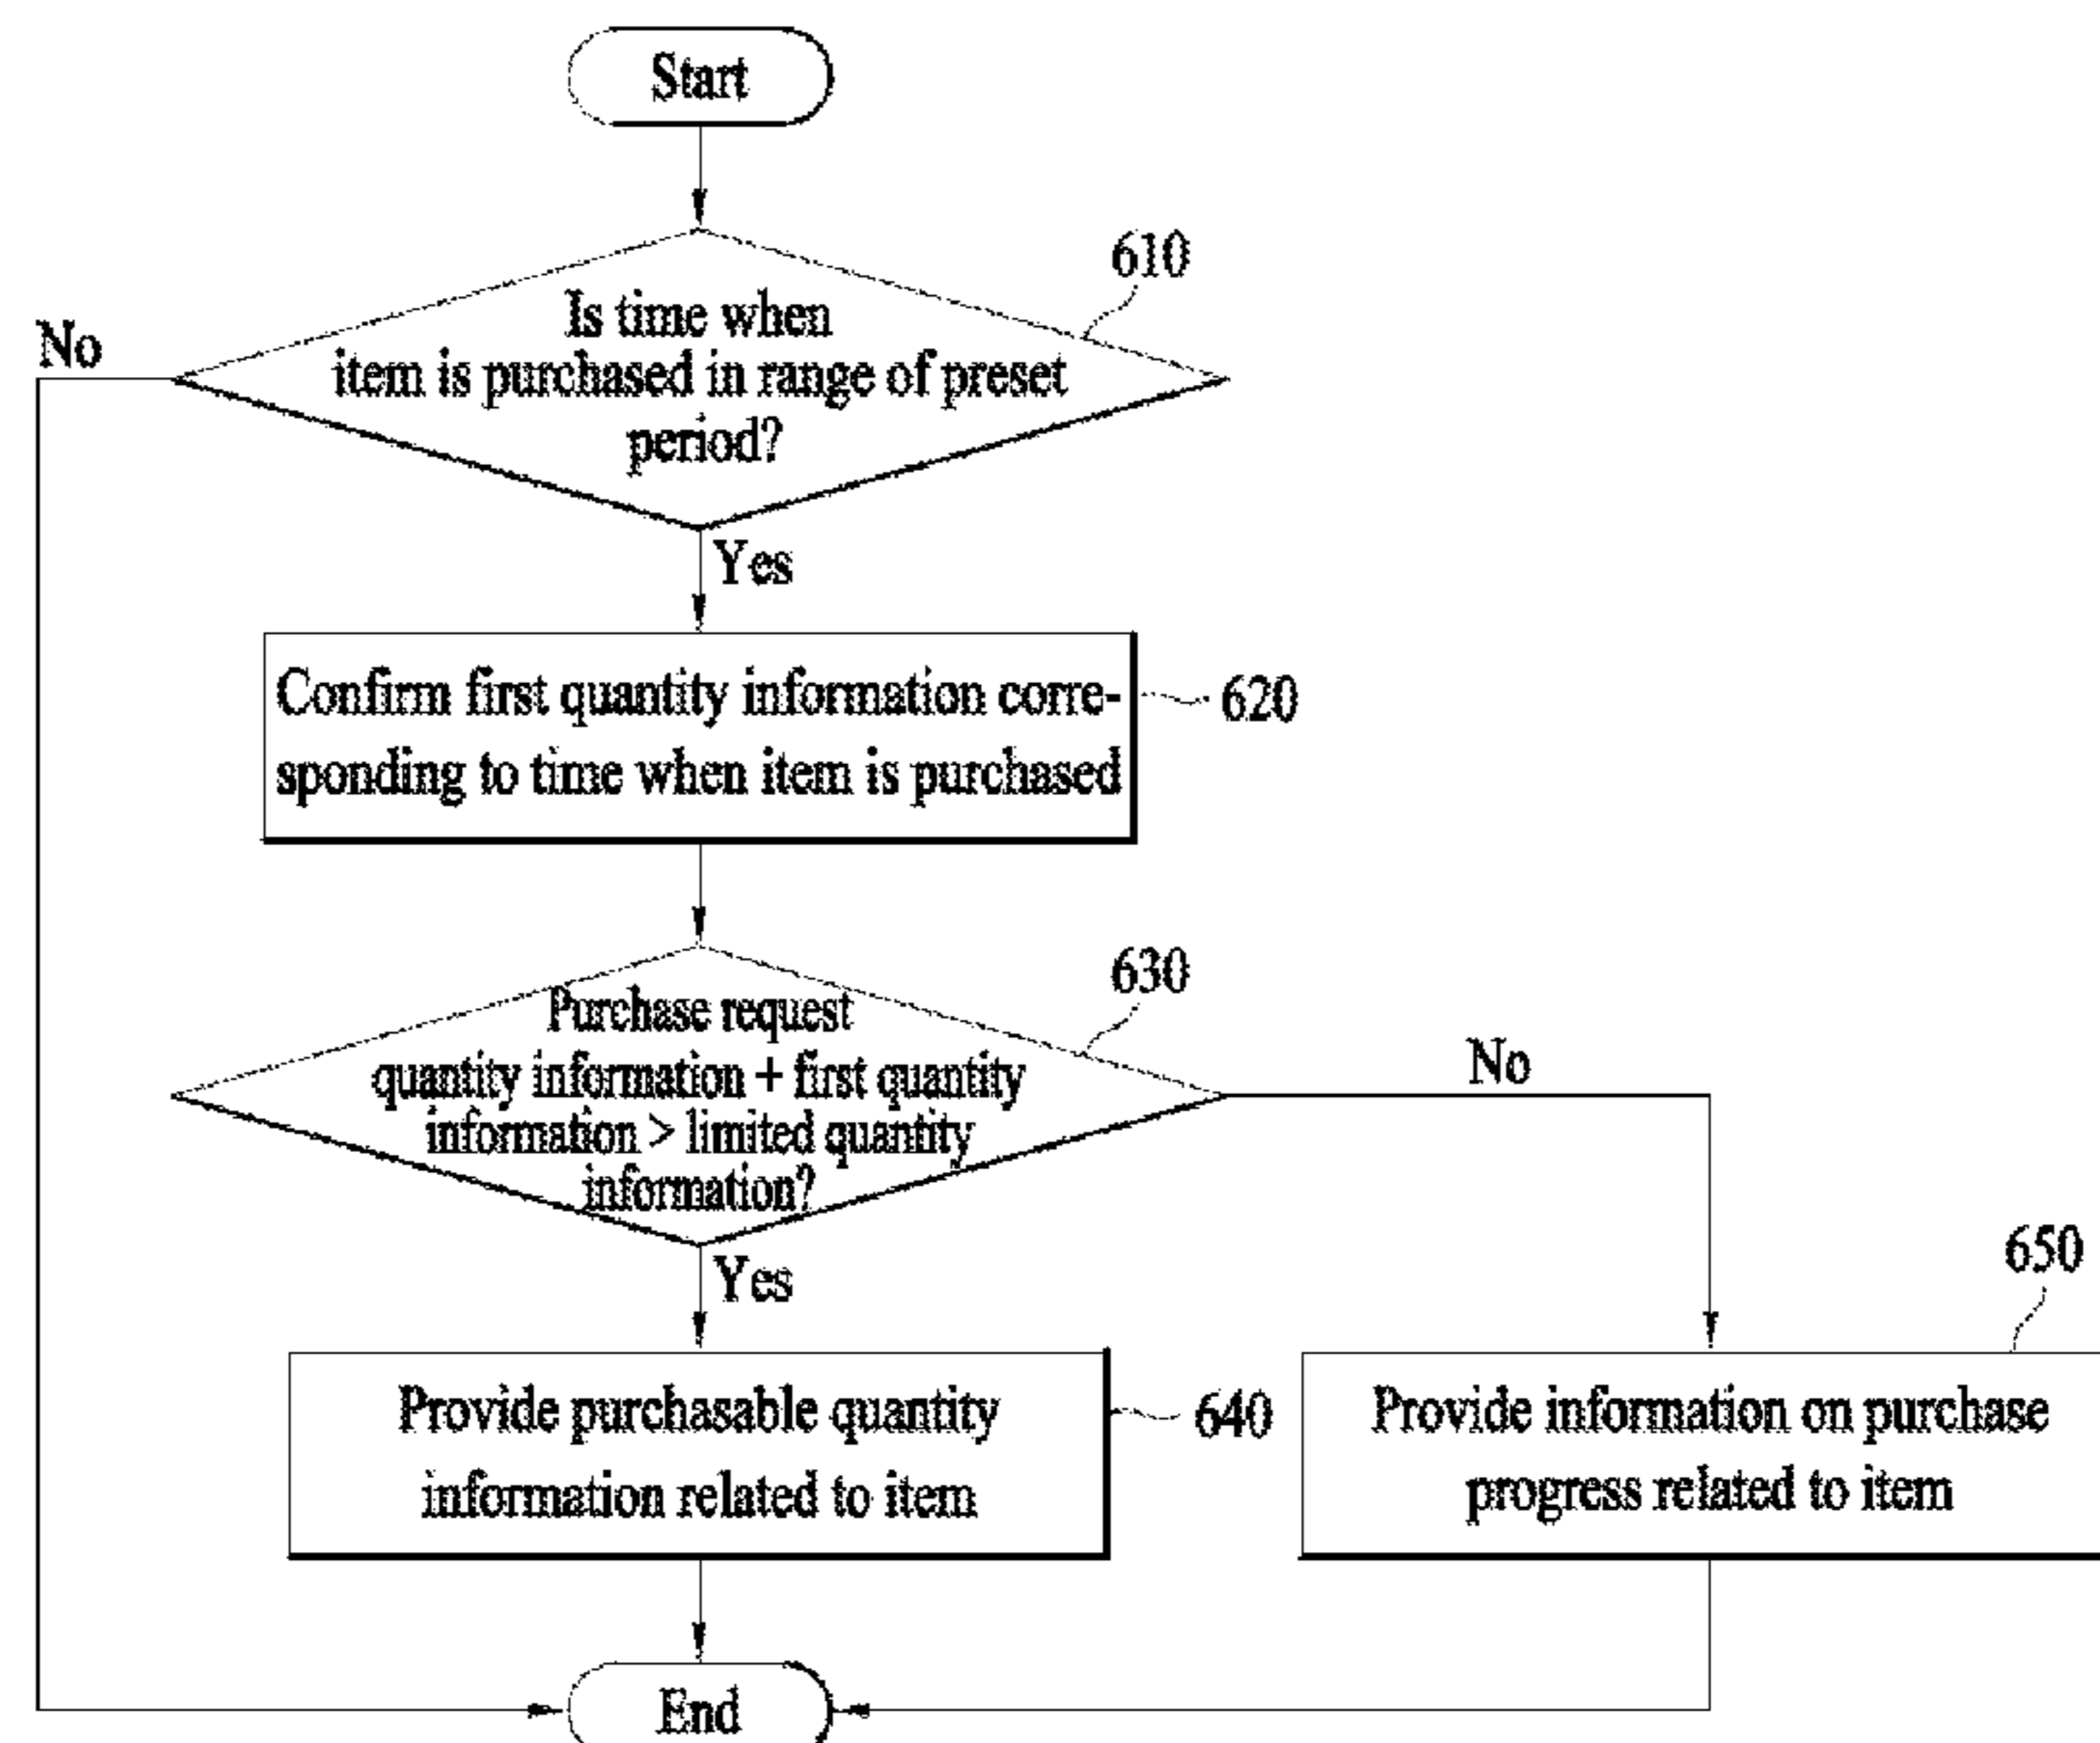 Start
610
Is time when
item is purchased in range of preset
period?
No
Yes
Confirm first quantity information corre-
sponding to time when item is purchased
620
630
Purchase request
quantity information + first quantity
information > limited quantity
information?
No
Yes
650
Provide purchasable quantity
information related to item
640
Provide information on purchase
progress related to item
End